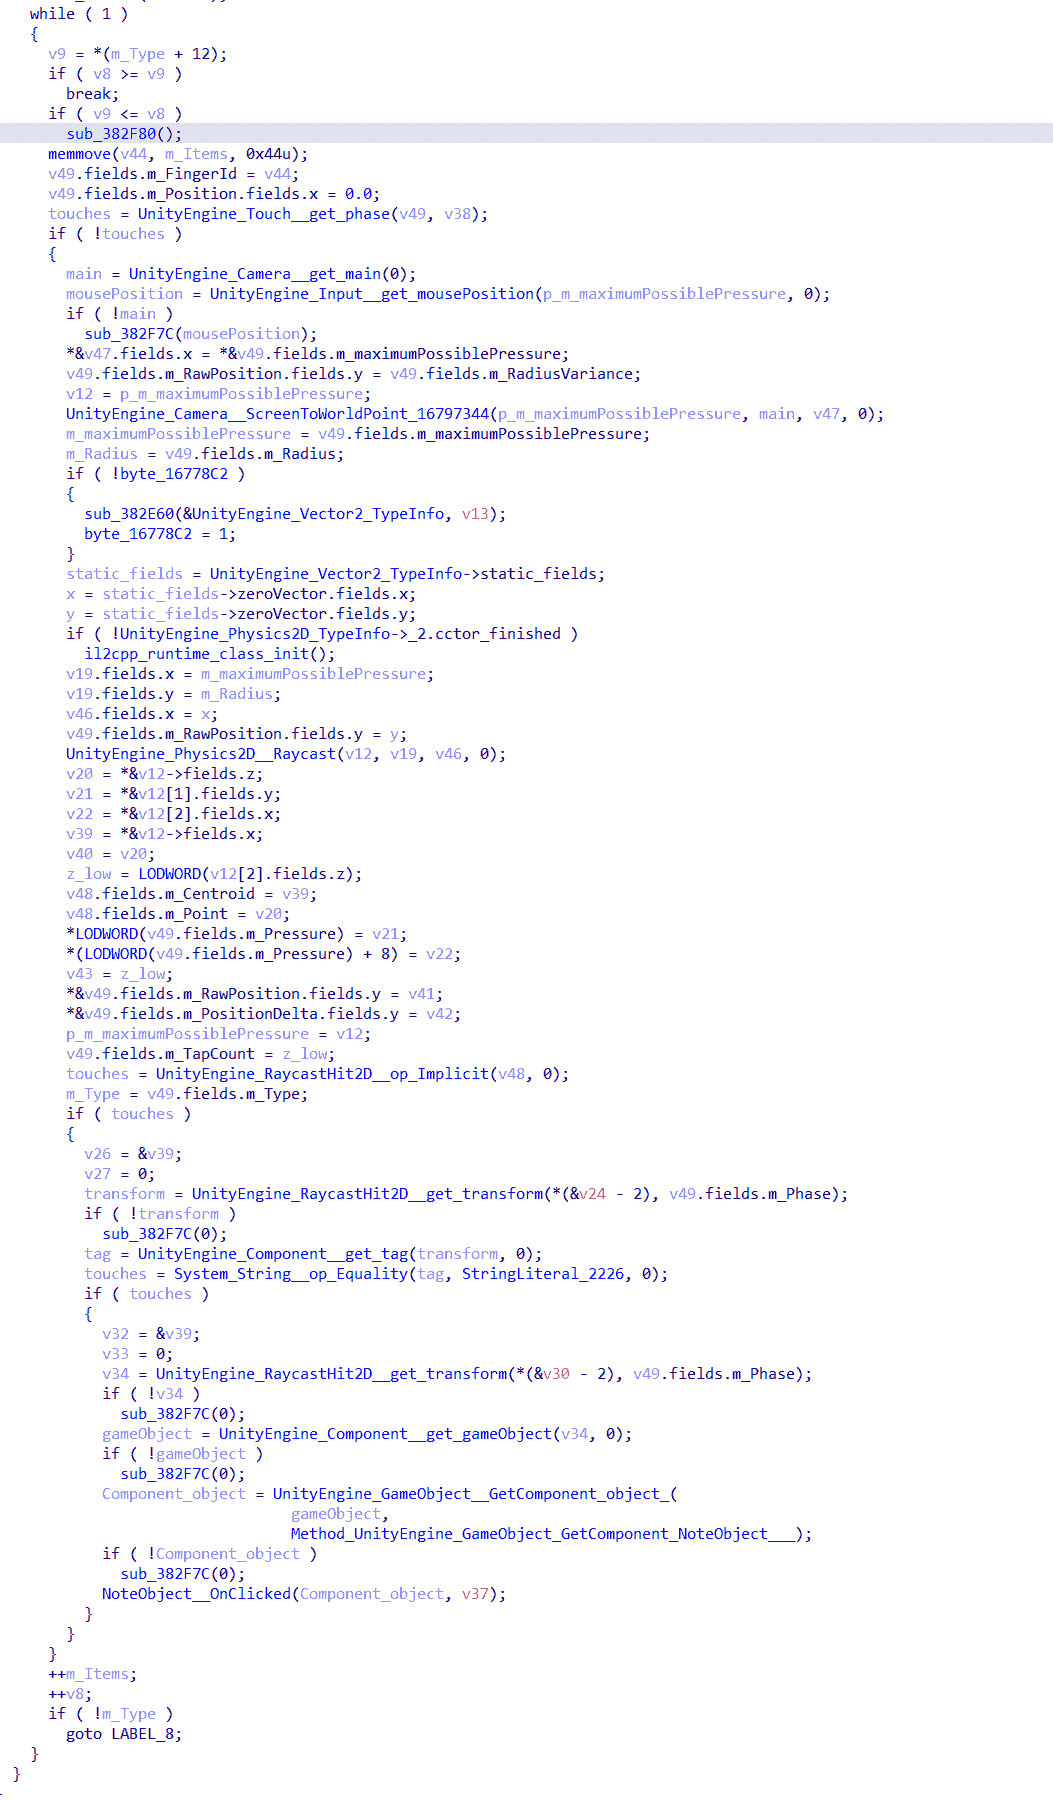 while ( 1 )
{
v9 = *(m_Type + 12);
if ( v8 >= v9 )
break;
if ( v9 <= v8 )
sub_382F80();
memmove(v44, m_Items, 0x44u);
v49.fields.m_FingerId = v44;
v49.fields.m_Position.fields.x = 0.0;
touches = UnityEngine_Touch__get_phase(v49, v38);
if ( !touches )
{
main = UnityEngine_Camera__get_main(0);
mousePosition = UnityEngine_Input__get_mousePosition(p_m_maximumPossiblePressure, 0);
if ( !main )
sub_382F7C(mousePosition);
*&v47.fields.x = *&v49.fields.m_maximumPossiblePressure;
v49.fields.m_RawPosition.fields.y = v49.fields.m_RadiusVariance;
v12 = p_m_maximumPossiblePressure;
UnityEngine_Camera__ScreenToWorldPoint_16797344(p_m_maximumPossiblePressure, main, v47, 0);
m_maximumPossiblePressure = v49.fields.m_maximumPossiblePressure;
m_Radius = v49.fields.m_Radius;
if ( !byte_16778C2 )
{
sub_382E60(&UnityEngine_Vector2_TypeInfo, v13);
byte_16778C2 = 1;
}
static_fields = UnityEngine_Vector2_TypeInfo->static_fields;
x = static_fields->zeroVector.fields.x;
y = static_fields->zeroVector.fields.y;
if ( !UnityEngine_Physics2D_TypeInfo->_2.cctor_finished )
il2cpp_runtime_class_init();
v19.fields.x = m_maximumPossiblePressure;
v19.fields.y = m_Radius;
v46.fields.x = x;
v49.fields.m_RawPosition.fields.y = y;
UnityEngine_Physics2D__Raycast(v12, v19, v46, 0);
v20 = *&v12->fields.z;
v21 = *&v12[1].fields.y;
v22 = *&v12[2].fields.x;
v39 = *&v12->fields.x;
v40 = v20;
z_low = LODWORD(v12[2].fields.z);
v48.fields.m_Centroid = v39;
v48.fields.m_Point = v20;
*LODWORD(v49.fields.m_Pressure) = v21;
*(LODWORD(v49.fields.m_Pressure) + 8) = v22;
v43 = z_low;
*&v49.fields.m_RawPosition.fields.y = v41;
*&v49.fields.m_PositionDelta.fields.y = v42;
p_m_maximumPossiblePressure = v12;
v49.fields.m_TapCount = z_low;
touches = UnityEngine_RaycastHit2D__op_Implicit(v48, 0);
m_Type = v49.fields.m_Type;
if ( touches )
{
v26 = &v39;
v27 = 0;
transform = UnityEngine_RaycastHit2D__get_transform(*(&v24 - 2), v49.fields.m_Phase);
if ( !transform )
sub_382F7C(0);
tag = UnityEngine_Component__get_tag(transform, 0);
touches = System_String__op_Equality(tag, StringLiteral_2226, 0);
if ( touches )
{
v32 = &v39;
v33 = 0;
v34 = UnityEngine_RaycastHit2D__get_transform(*(&v30 - 2), v49.fields.m_Phase);
if ( !v34 )
sub_382F7C(0);
gameObject = UnityEngine_Component__get_gameObject(v34, 0);
if ( !gameObject )
sub_382F7C(0);
Component_object = UnityEngine_GameObject__GetComponent_object_(
gameObject,
Method_UnityEngine_GameObject_GetComponent_NoteObject___);
if ( !Component_object )
sub_382F7C(0);
NoteObject__OnClicked(Component_object, v37);
}
}
}
++m_Items;
++v8;
if ( !m_Type )
goto LABEL_8;
}
}